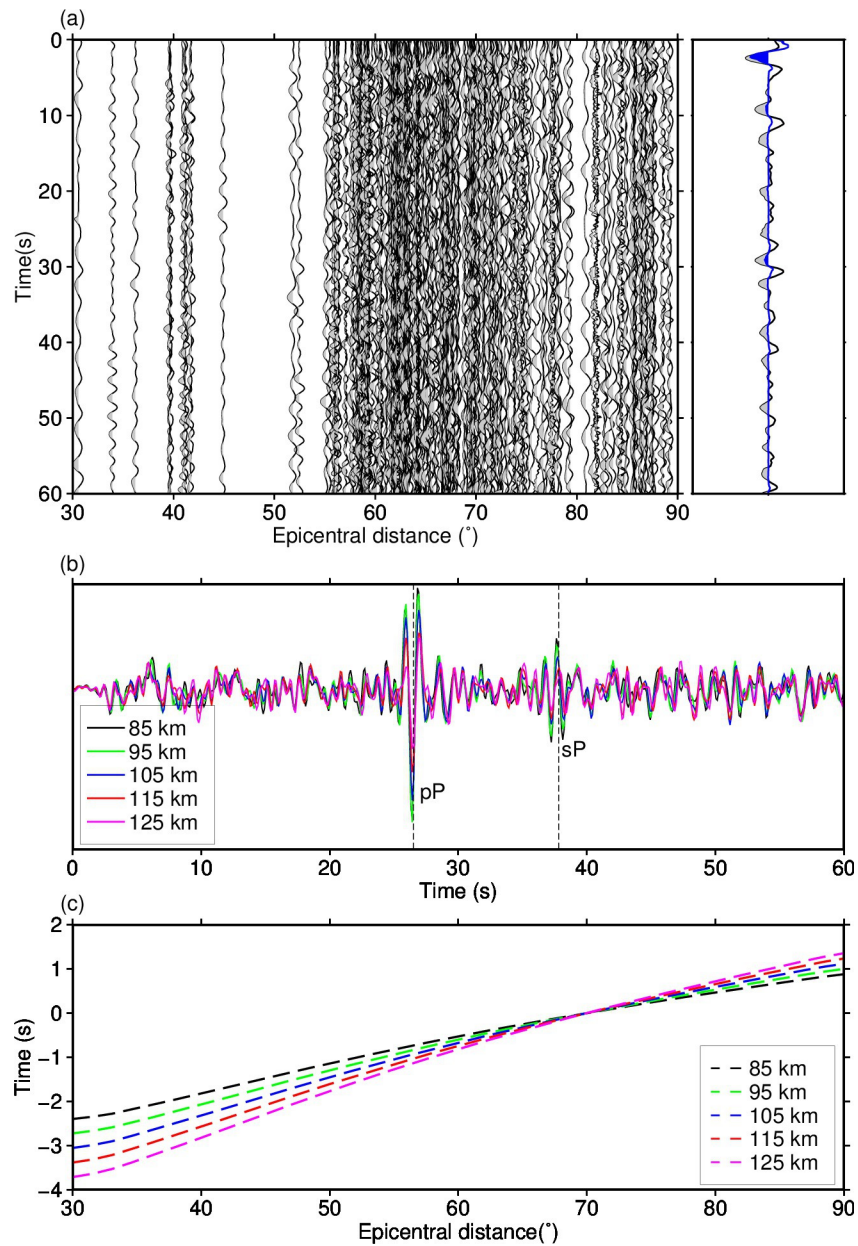 (a)
0
10
20
30
40
50
60
Time(s)
30 40 50 60 70 80 90
Epicentral distance (°)
(b)
85 km
95 km
105 km
115 km
125 km
pP
sP
0 10 20 30 40 50 60
Time (s)
(c)
2
1
0
−1
−2
−3
−4
Time (s)
85 km
95 km
105 km
115 km
125 km
30 40 50 60 70 80 90
Epicentral distance(°)